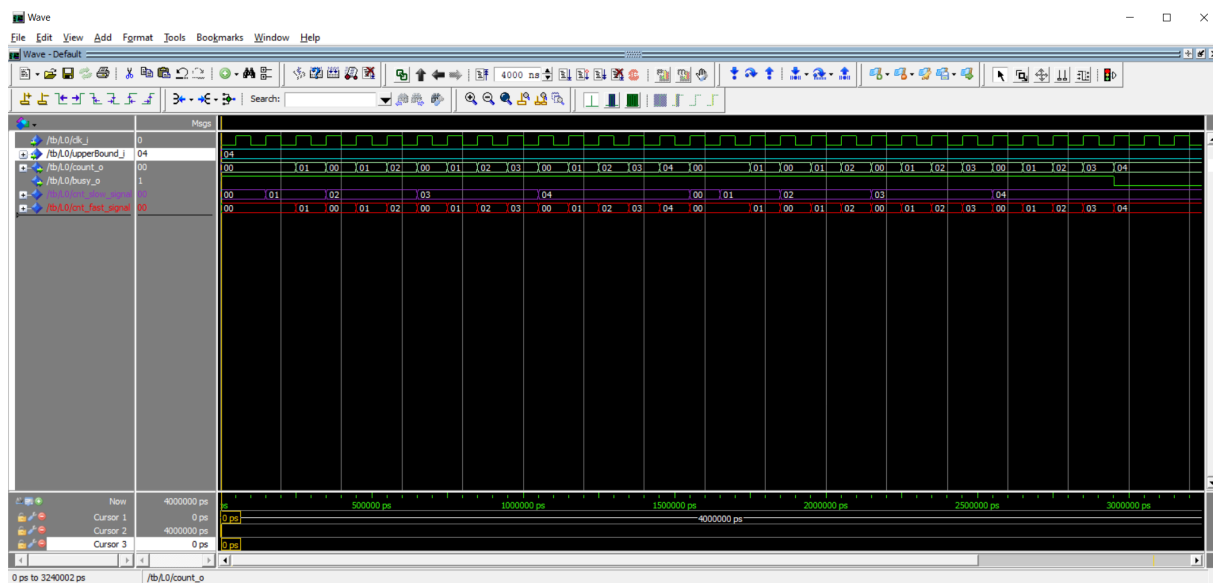 Wave
File Edit View Add Format Tools Bookmarks Window Help
Wave - Default
4000 ns
Search:
Msgs
/tb/L0/clk_i 0
/tb/L0/upperBound_i 04 04
/tb/L0/count_o 00 00 01 00 01 02 00 01 02 03 00 01 02 03 04 00 01 00 01 02 00 01 02 03 00 01 02 03 04
/tb/L0/busy_o 1
/tb/L0/cnt_slow_signal 00 00 01 02 03 04 00 01 02 03 04
/tb/L0/cnt_fast_signal 00 00 01 00 01 02 00 01 02 03 00 01 02 03 04 00 01 00 01 02 00 01 02 03 00 01 02 03 04
Now 4000000 ps ps 500000 ps 1000000 ps 1500000 ps 2000000 ps 2500000 ps 3000000 ps
Cursor 1 0 ps 0 ps 4000000 ps
Cursor 2 4000000 ps
Cursor 3 0 ps 0 ps
0 ps to 3240002 ps /tb/L0/count_o